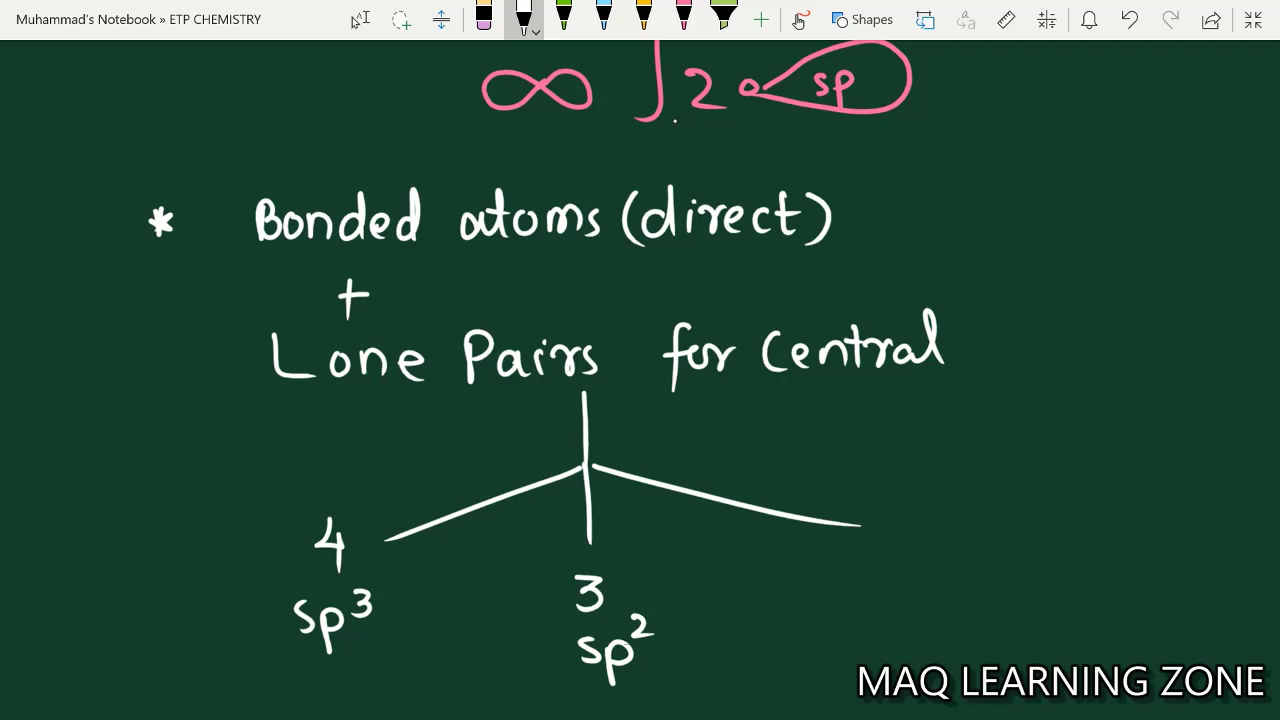 Muhammad's Notebook » ETP CHEMISTRY
Shapes
∞ 2 sp
* Bonded atoms (direct)
+
Lone Pairs for Central
4
sp³
3
sp²
MAQ LEARNING ZONE